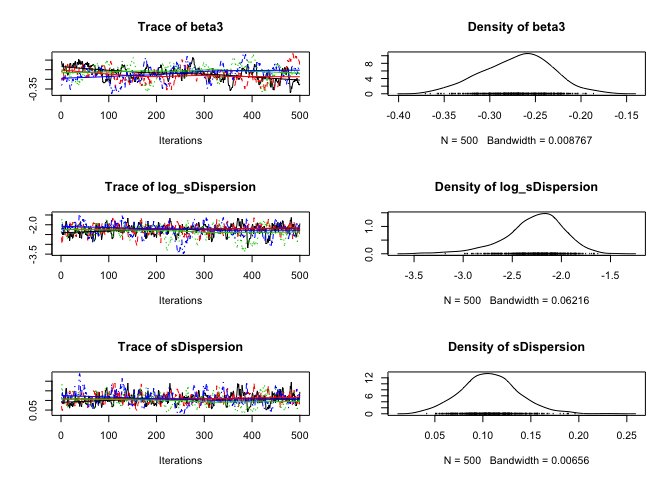 Trace of beta3
-0.35
0 100 200 300 400 500
Iterations
Density of beta3
0 4 8
-0.40 -0.35 -0.30 -0.25 -0.20 -0.15
N = 500 Bandwidth = 0.008767
Trace of log_sDispersion
-3.5 -2.0
0 100 200 300 400 500
Iterations
Density of log_sDispersion
0.0 1.0
-3.5 -3.0 -2.5 -2.0 -1.5
N = 500 Bandwidth = 0.06216
Trace of sDispersion
0.05
0 100 200 300 400 500
Iterations
Density of sDispersion
0 4 8 12
0.05 0.10 0.15 0.20 0.25
N = 500 Bandwidth = 0.00656